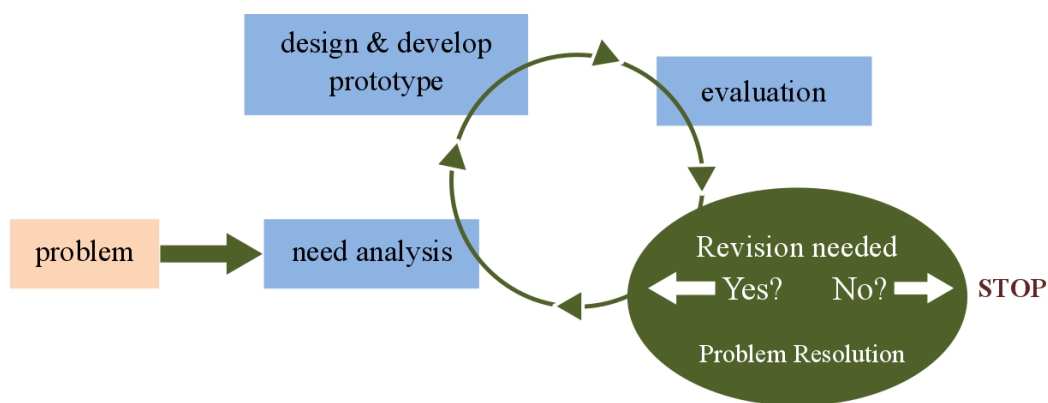 design & develop
prototype
evaluation
problem
need analysis
Revision needed
Yes? No?
STOP
Problem Resolution